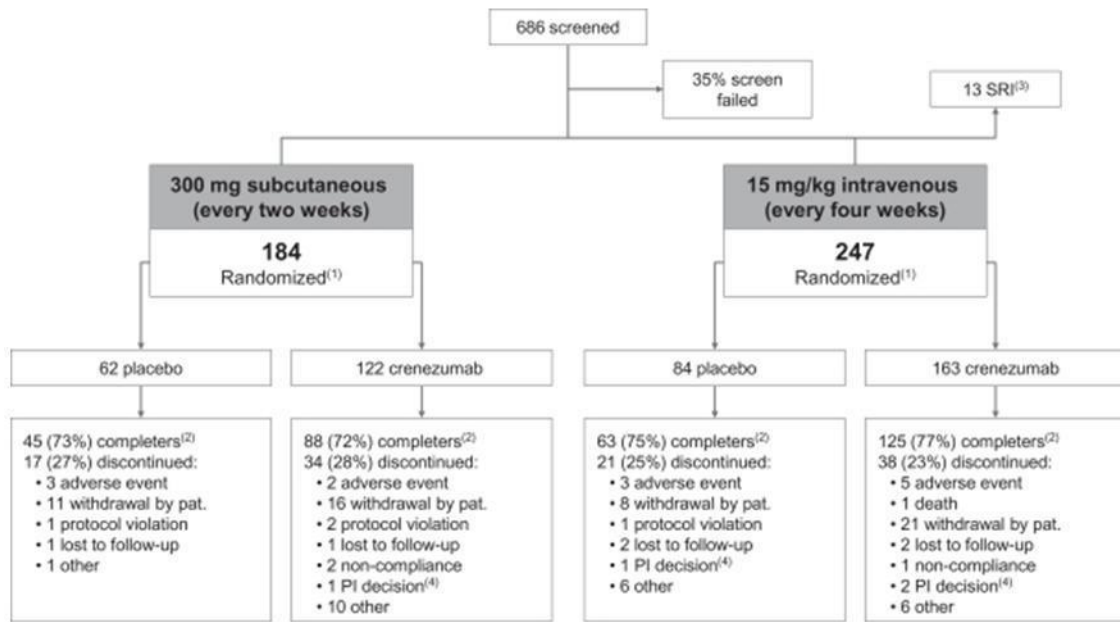 686 screened
35% screen
failed
13 SRI(3)
300 mg subcutaneous
(every two weeks)
184
Randomized(1)
15 mg/kg intravenous
(every four weeks)
247
Randomized(1)
62 placebo
122 crenezumab
84 placebo
163 crenezumab
45 (73%) completers(2)
17 (27%) discontinued:
• 3 adverse event
• 11 withdrawal by pat.
• 1 protocol violation
• 1 lost to follow-up
• 1 other
88 (72%) completers(2)
34 (28%) discontinued:
• 2 adverse event
• 16 withdrawal by pat.
• 2 protocol violation
• 1 lost to follow-up
• 2 non-compliance
• 1 PI decision(4)
• 10 other
63 (75%) completers(2)
21 (25%) discontinued:
• 3 adverse event
• 8 withdrawal by pat.
• 1 protocol violation
• 2 lost to follow-up
• 1 PI decision(4)
• 6 other
125 (77%) completers(2)
38 (23%) discontinued:
• 5 adverse event
• 1 death
• 21 withdrawal by pat.
• 2 lost to follow-up
• 1 non-compliance
• 2 PI decision(4)
• 6 other